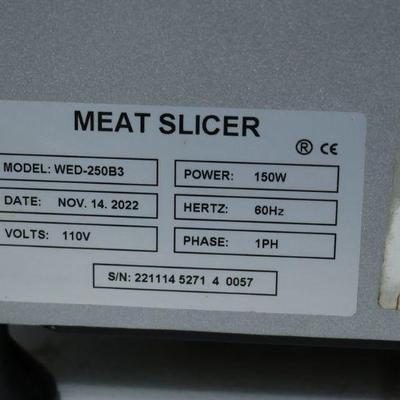 MEAT SLICER
® CE
MODEL: WED-250B3 POWER: 150W
DATE: NOV. 14. 2022 HERTZ: 60Hz
VOLTS: 110V PHASE: 1PH
S/N: 221114 5271 4 0057